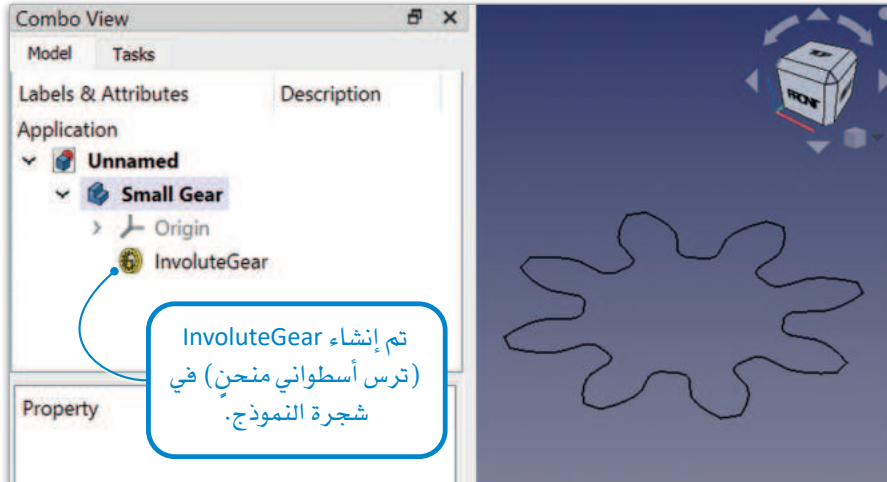 Combo View
Model Tasks
Labels & Attributes Description
Application
Unnamed
Small Gear
Origin
InvoluteGear
تم إنشاء InvoluteGear
(ترس أسطواني منحنٍ) في
شجرة النموذج.
Property
FRONT